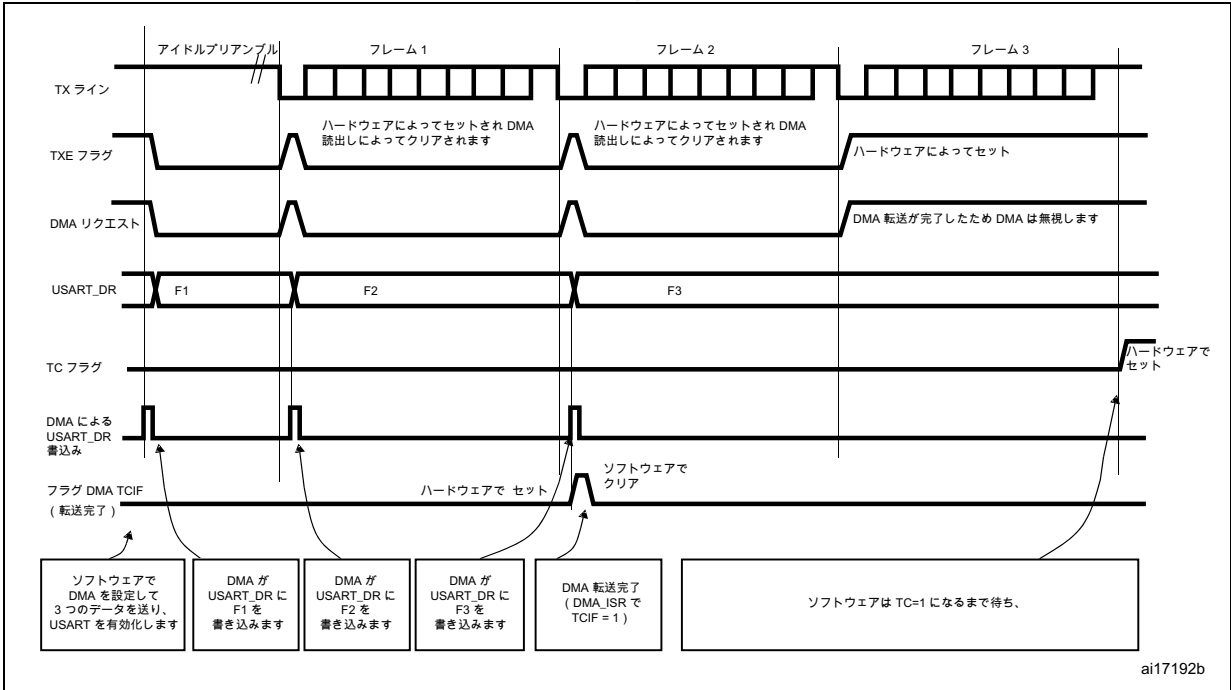 アイドルプリアンブル
フレーム 1
フレーム 2
フレーム 3
TX ライン
ハードウェアによってセットされ DMA
読出しによってクリアされます
ハードウェアによってセットされ DMA
読出しによってクリアされます
TXE フラグ
ハードウェアによってセット
DMA リクエスト
DMA 転送が完了したため DMA は無視します
USART_DR
F1
F2
F3
TC フラグ
ハードウェアで
セット
DMA による
USART_DR
書込み
フラグ DMA TCIF
( 転送完了 )
ハードウェアで セット
ソフトウェアで
クリア
ソフトウェアで
DMA を設定して
3 つのデータを送り、
USART を有効化します
DMA が
USART_DR に
F1 を
書き込みます
DMA が
USART_DR に
F2 を
書き込みます
DMA が
USART_DR に
F3 を
書き込みます
DMA 転送完了
( DMA_ISR で
TCIF = 1 )
ソフトウェアは TC=1 になるまで待ち、
ai17192b